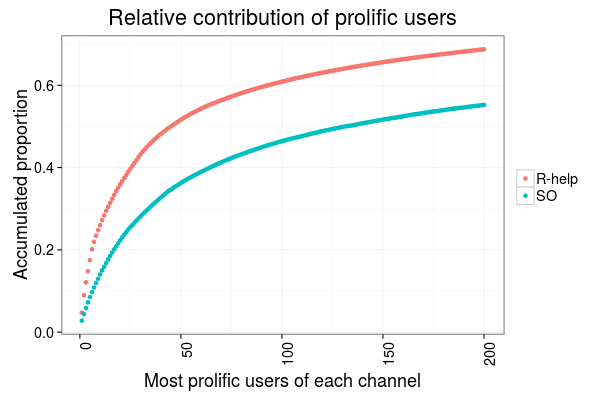 Relative contribution of prolific users
Accumulated proportion
0.6
0.4
0.2
0.0
0
50
100
150
200
Most prolific users of each channel
R-help
SO